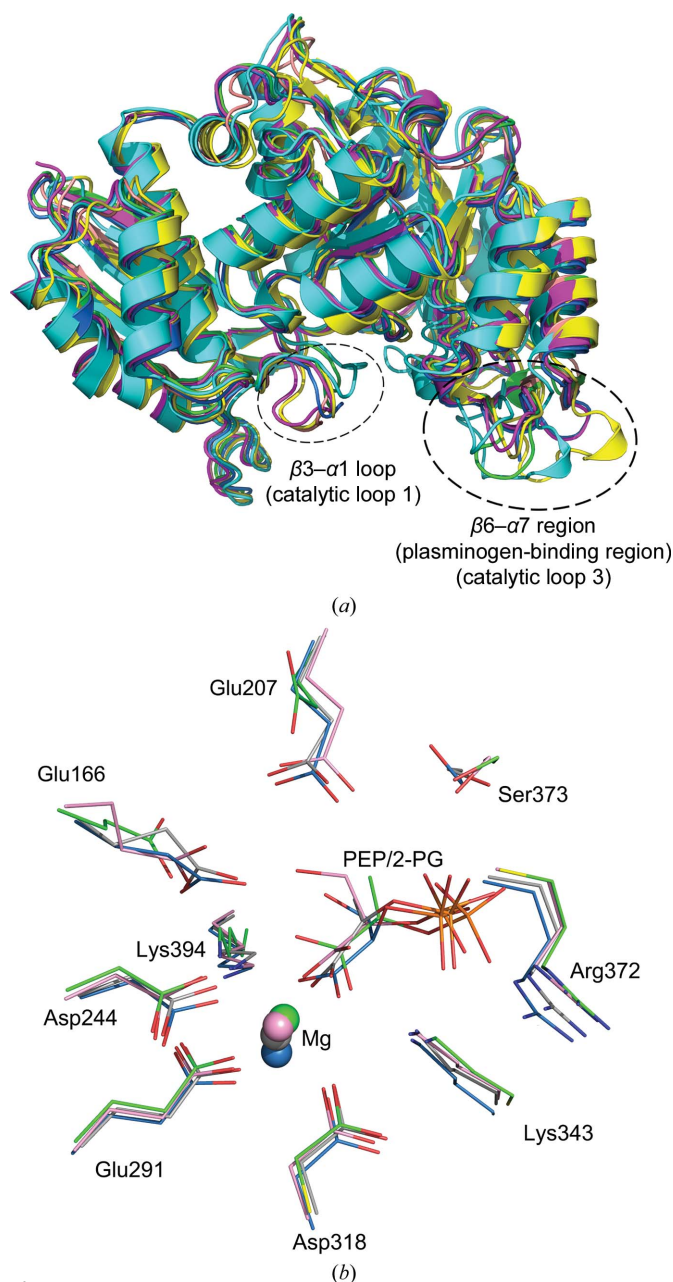 β3–α1 loop
(catalytic loop 1)
β6–α7 region
(plasminogen-binding region)
(catalytic loop 3)
(a)
Glu207
Glu166
Ser373
PEP/2-PG
Lys394
Arg372
Asp244
Mg
Lys343
Glu291
Asp318
(b)